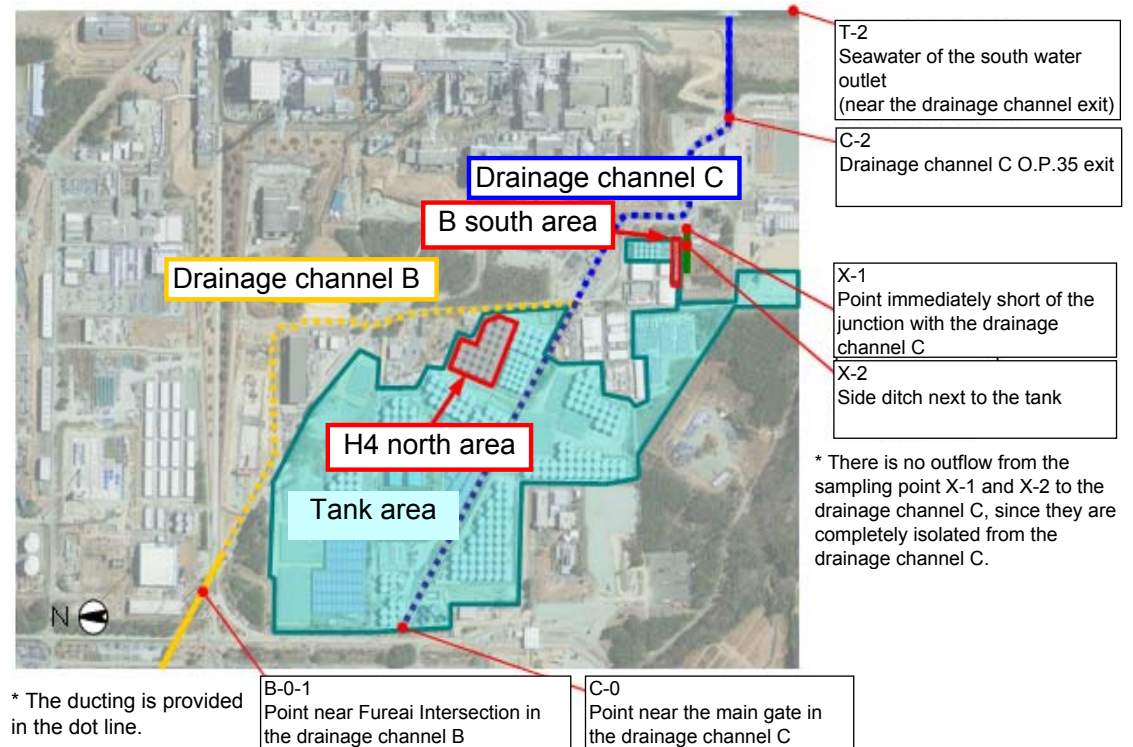 T-2
Seawater of the south water
outlet
(near the drainage channel exit)
C-2
Drainage channel C O.P.35 exit
Drainage channel C
B south area
Drainage channel B
X-1
Point immediately short of the
junction with the drainage
channel C
X-2
Side ditch next to the tank
H4 north area
Tank area
* There is no outflow from the
sampling point X-1 and X-2 to the
drainage channel C, since they are
completely isolated from the
drainage channel C.
N
* The ducting is provided
in the dot line.
B-0-1
Point near Fureai Intersection in
the drainage channel B
C-0
Point near the main gate in
the drainage channel C